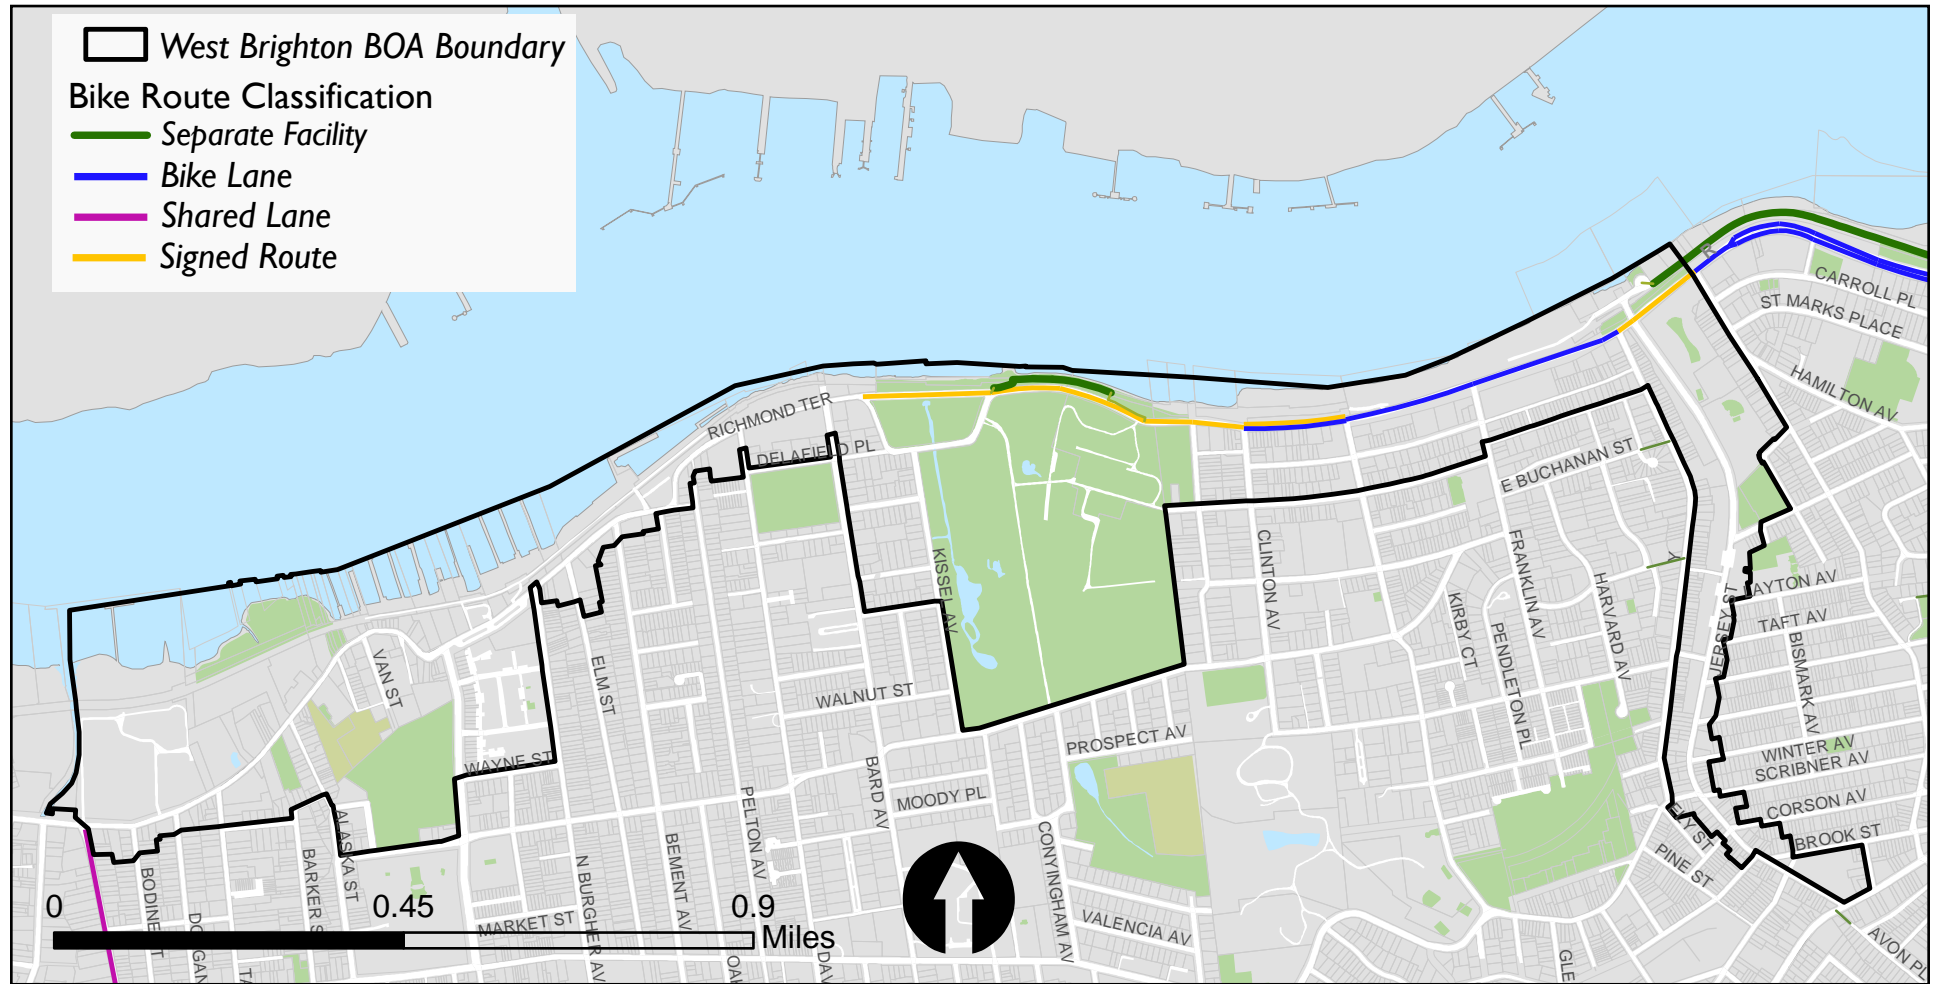 West Brighton BOA Boundary
Bike Route Classification
Separate Facility
Bike Lane
Shared Lane
Signed Route
CARROLL PL
ST MARKS PLACE
HAMILTON AV
RICHMOND TER
DELAFIELD PL
E BUCHANAN ST
KISSEL AV
CLINTON AV
FRANKLIN AV
HARVARD AV
KIRBY CT
PENDLETON PL
JERSEY ST
LAYTON AV
TAFT AV
BISMARK AV
VAN ST
ELM ST
WALNUT ST
WAYNE ST
PROSPECT AV
WINTER AV
SCRIBNER AV
CORSON AV
BROOK ST
ELY ST
PINE ST
BARD AV
MOODY PL
PELTON AV
ALASKA ST
BARKER S
BODINE ST
BEMENT AV
N BURGHER AV
CONYINGHAM AV
MARKET ST
VALENCIA AV
AVON PL
GLE
0 0.45 0.9
Miles